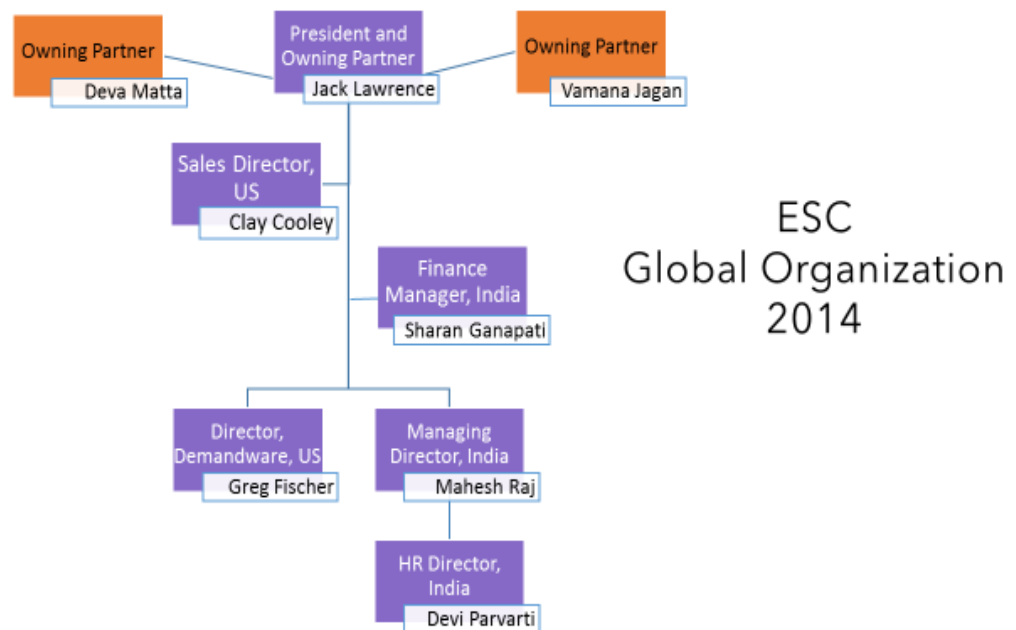 Owning Partner
Deva Matta
President and
Owning Partner
Jack Lawrence
Owning Partner
Vamana Jagan
Sales Director,
US
Clay Cooley
ESC
Global Organization
2014
Finance
Manager, India
Sharan Ganapati
Director,
Demandware, US
Greg Fischer
Managing
Director, India
Mahesh Raj
HR Director,
India
Devi Parvarti